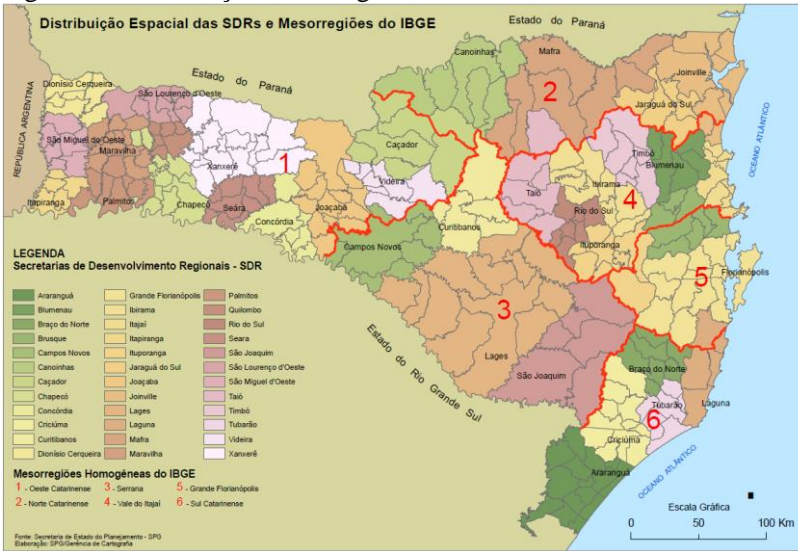 Distribuição Espacial das SDRs e Mesorregiões do IBGE
Estado do Paraná
Canoinhas
Mafra
2
Joinville
Jaraguá do Sul
Estado do Paraná
Dionísio Cerqueira
São Lourenço d'Oeste
REPÚBLICA ARGENTINA
São Miguel do Oeste
Maravilha
Xanxerê
1
Caçador
Videira
Timbó
Blumenau
OCEANO ATLÂNTICO
Taió
Ibirama
4
Rio do Sul
Ituporanga
Itapiranga
Palmitos
Chapecó
Seára
Concórdia
Joaçaba
Curitibanos
Campos Novos
5
Florianópolis
3
Lages
São Joaquim
Estado do Rio Grande Sul
Braço do Norte
Tubarão
Laguna
6
Criciúma
Araranguá
OCEANO ATLÂNTICO
LEGENDA
Secretarias de Desenvolvimento Regionais - SDR
Araranguá
Blumenau
Braço do Norte
Brusque
Campos Novos
Canoinhas
Caçador
Chapecó
Concórdia
Criciúma
Curitibanos
Dionísio Cerqueira
Grande Florianópolis
Ibirama
Itajaí
Itapiranga
Ituporanga
Jaraguá do Sul
Joaçaba
Joinville
Lages
Laguna
Mafra
Maravilha
Palmitos
Quilombo
Rio do Sul
Seara
São Joaquim
São Lourenço d'Oeste
São Miguel d'Oeste
Taió
Timbó
Tubarão
Videira
Xanxerê
Mesorregiões Homogêneas do IBGE
1 - Oeste Catarinense 3 - Serrana 5 - Grande Florianópolis
2 - Norte Catarinense 4 - Vale do Itajaí 6 - Sul Catarinense
Fonte: Secretaria de Estado do Planejamento - SPG
Elaboração: SPG/Gerência de Cartografia
Escala Gráfica
0 50 100 Km